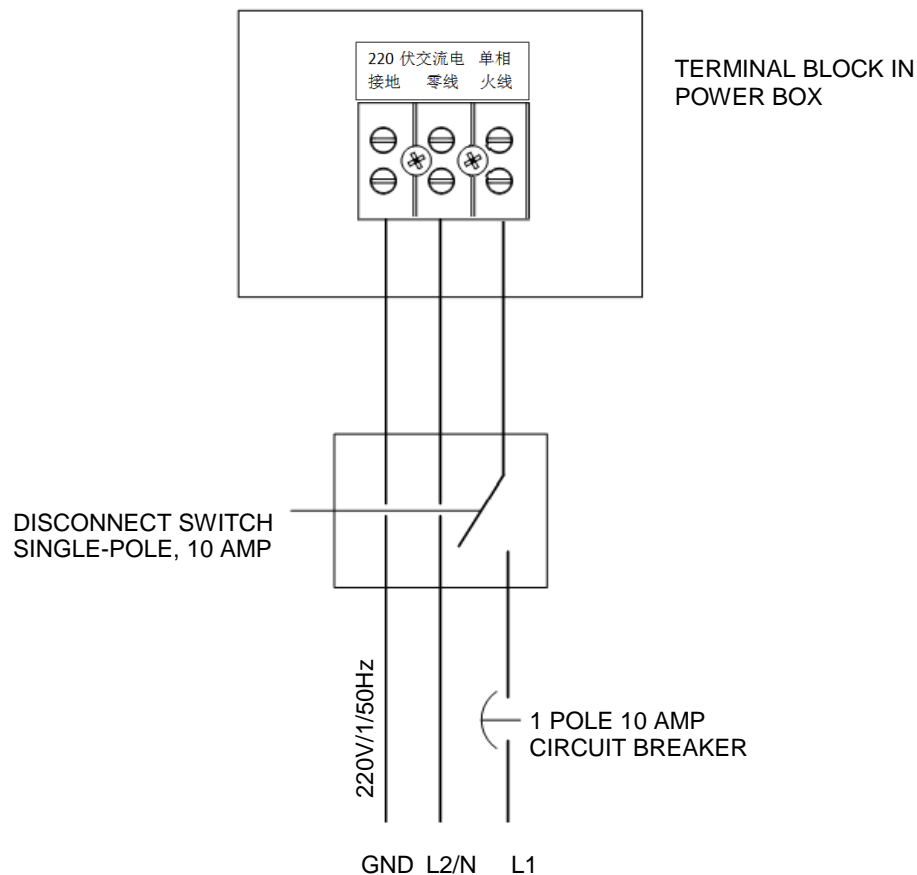 220 伏交流电 单相
接地 零线 火线
TERMINAL BLOCK IN
POWER BOX
DISCONNECT SWITCH
SINGLE-POLE, 10 AMP
220V/1/50Hz
1 POLE 10 AMP
CIRCUIT BREAKER
GND L2/N L1